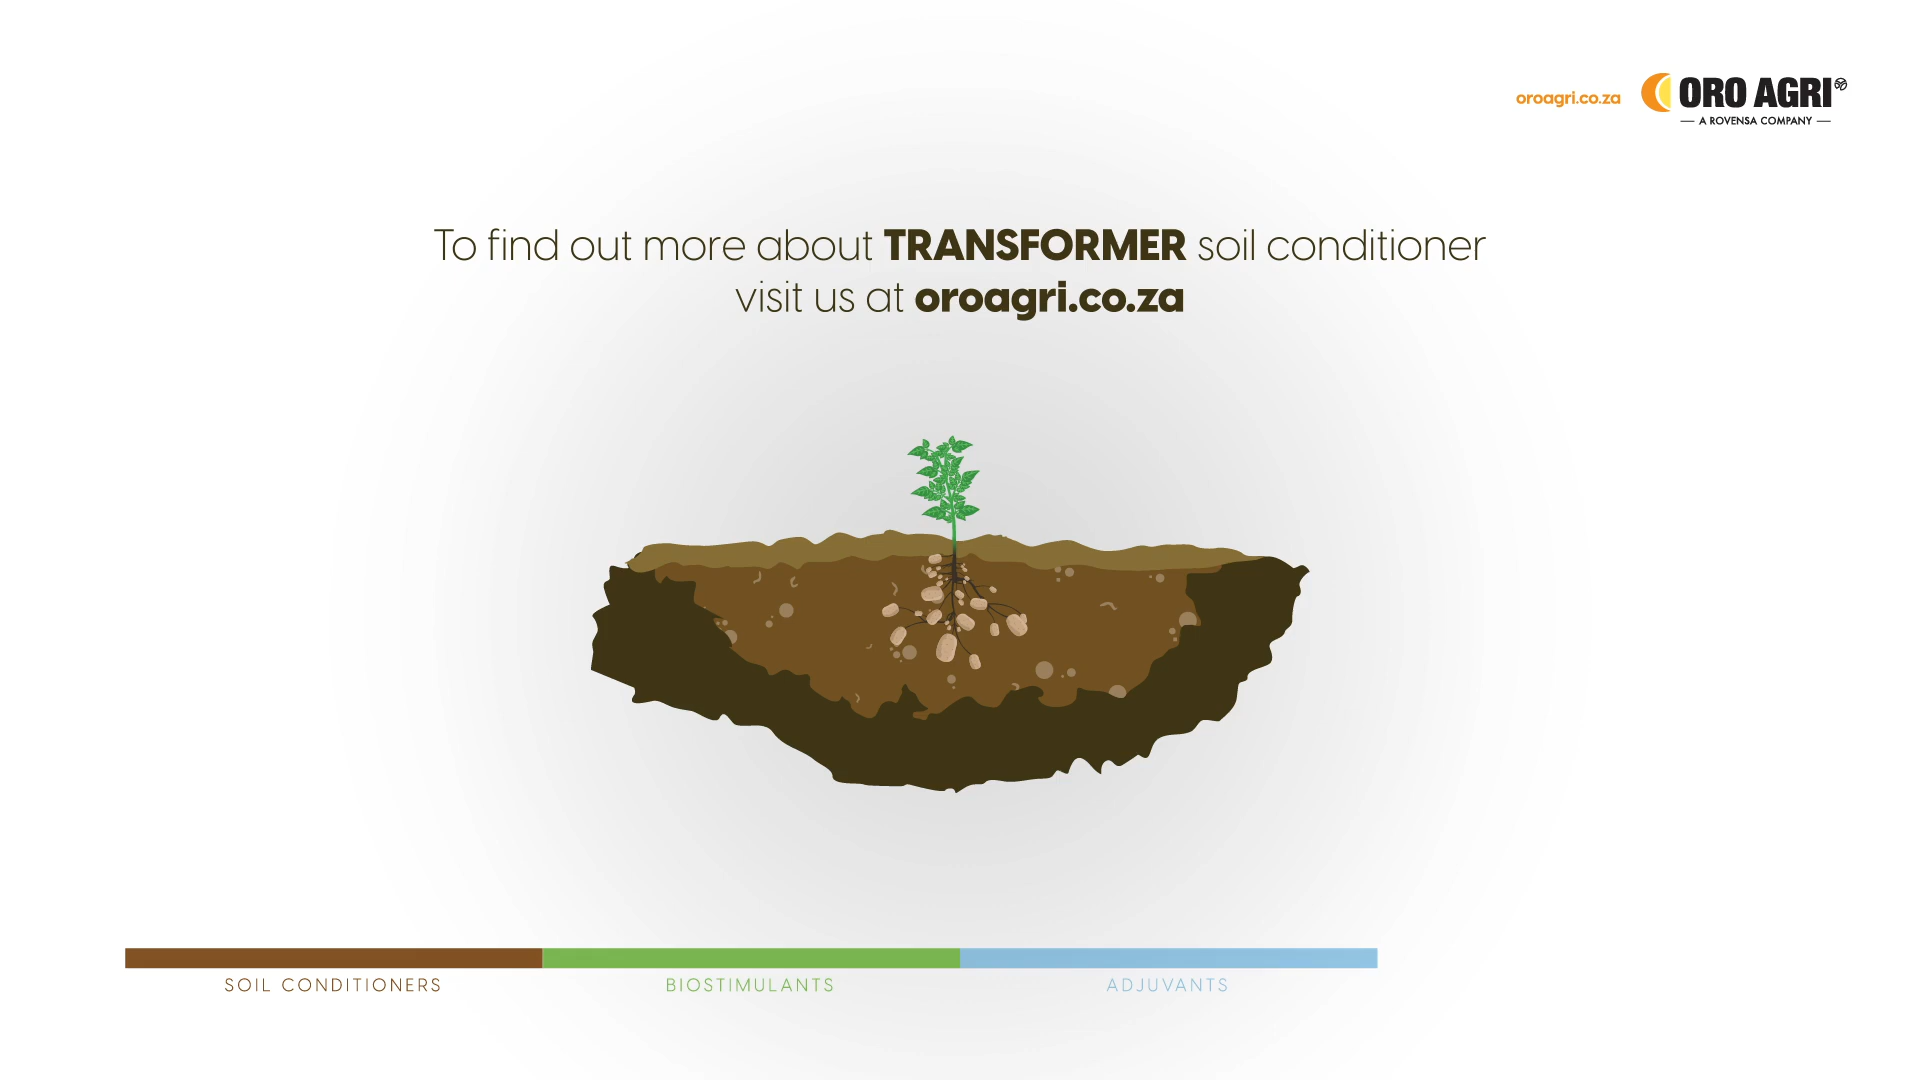 oroagri.co.za
ORO AGRI
— A ROVENSA COMPANY —
To find out more about TRANSFORMER soil conditioner
visit us at oroagri.co.za
SOIL CONDITIONERS
BIOSTIMULANTS
ADJUVANTS